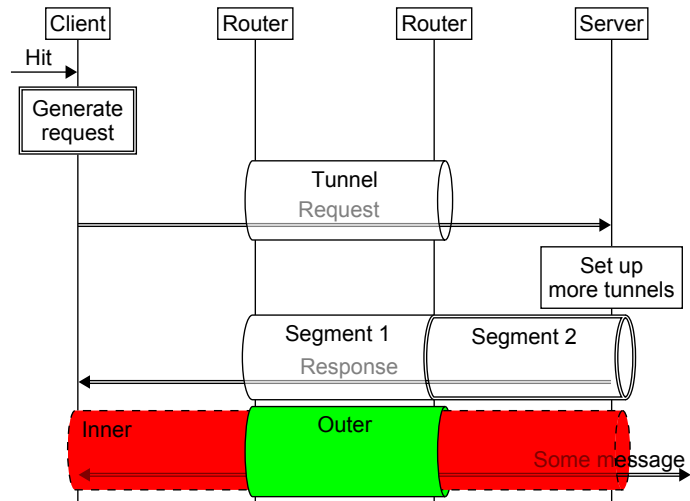 Client
Router
Router
Server
Hit
Generate
request
Tunnel
Request
Set up
more tunnels
Segment 1
Segment 2
Response
Inner
Outer
Some message